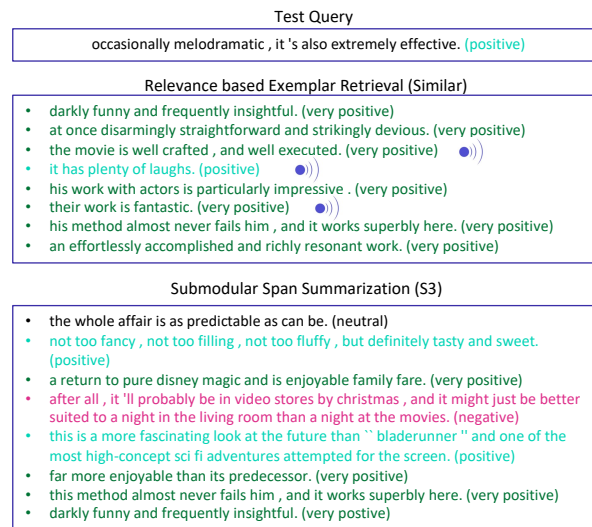 Test Query
occasionally melodramatic , it 's also extremely effective. (positive)
Relevance based Exemplar Retrieval (Similar)
• darkly funny and frequently insightful. (very positive)
• at once disarmingly straightforward and strikingly devious. (very positive)
• the movie is well crafted , and well executed. (very positive)
• it has plenty of laughs. (positive)
• his work with actors is particularly impressive . (very positive)
• their work is fantastic. (very positive)
• his method almost never fails him , and it works superbly here. (very positive)
• an effortlessly accomplished and richly resonant work. (very positive)
Submodular Span Summarization (S3)
• the whole affair is as predictable as can be. (neutral)
• not too fancy , not too filling , not too fluffy , but definitely tasty and sweet.
(positive)
• a return to pure disney magic and is enjoyable family fare. (very positive)
• after all , it 'll probably be in video stores by christmas , and it might just be better
suited to a night in the living room than a night at the movies. (negative)
• this is a more fascinating look at the future than `` bladerunner '' and one of the
most high-concept sci fi adventures attempted for the screen. (positive)
• far more enjoyable than its predecessor. (very positive)
• this method almost never fails him , and it works superbly here. (very positive)
• darkly funny and frequently insightful. (very postive)